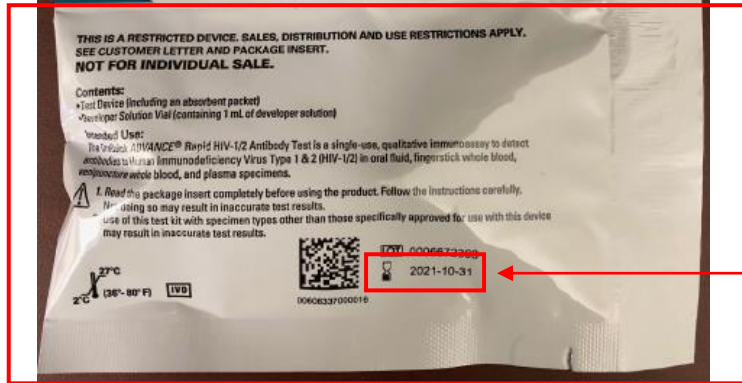 THIS IS A RESTRICTED DEVICE. SALES, DISTRIBUTION AND USE RESTRICTIONS APPLY.
SEE CUSTOMER LETTER AND PACKAGE INSERT.
NOT FOR INDIVIDUAL SALE.
Contents:
•Test Device (including an absorbent packet)
Solution Vial (containing 1 mL of developer solution)
Use:
ADVANCE® Rapid HIV-1/2 Antibody Test is a single-use, qualitative immunoassay to detect
antibodies to Human Immunodeficiency Virus Type 1 & 2 (HIV-1/2) in oral fluid, fingerstick whole blood,
venipuncture whole blood, and plasma specimens.
1. Read the package insert completely before using the product. Follow the instructions carefully.
doing so may result in inaccurate test results.
Use of this test kit with specimen types other than those specifically approved for use with this device
may result in inaccurate test results.
LOT
2021-10-31
27°C
2°C (36°- 80° F) IVD
00608337000016